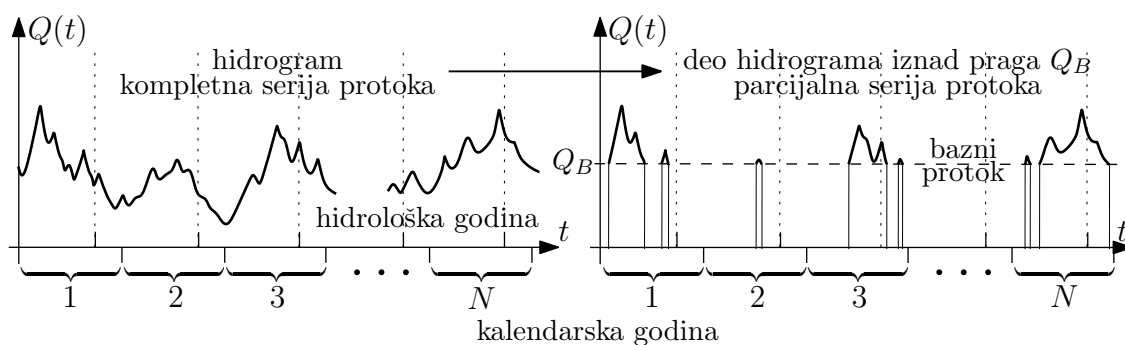 Q(t)
hidrogram
kompletna serija protoka
hidrološka godina
t
1 2 3 • • • N
Q(t)
deo hidrograma iznad praga Q_B
parcijalna serija protoka
Q_B
bazni
protok
t
1 2 3 • • • N
kalendarska godina